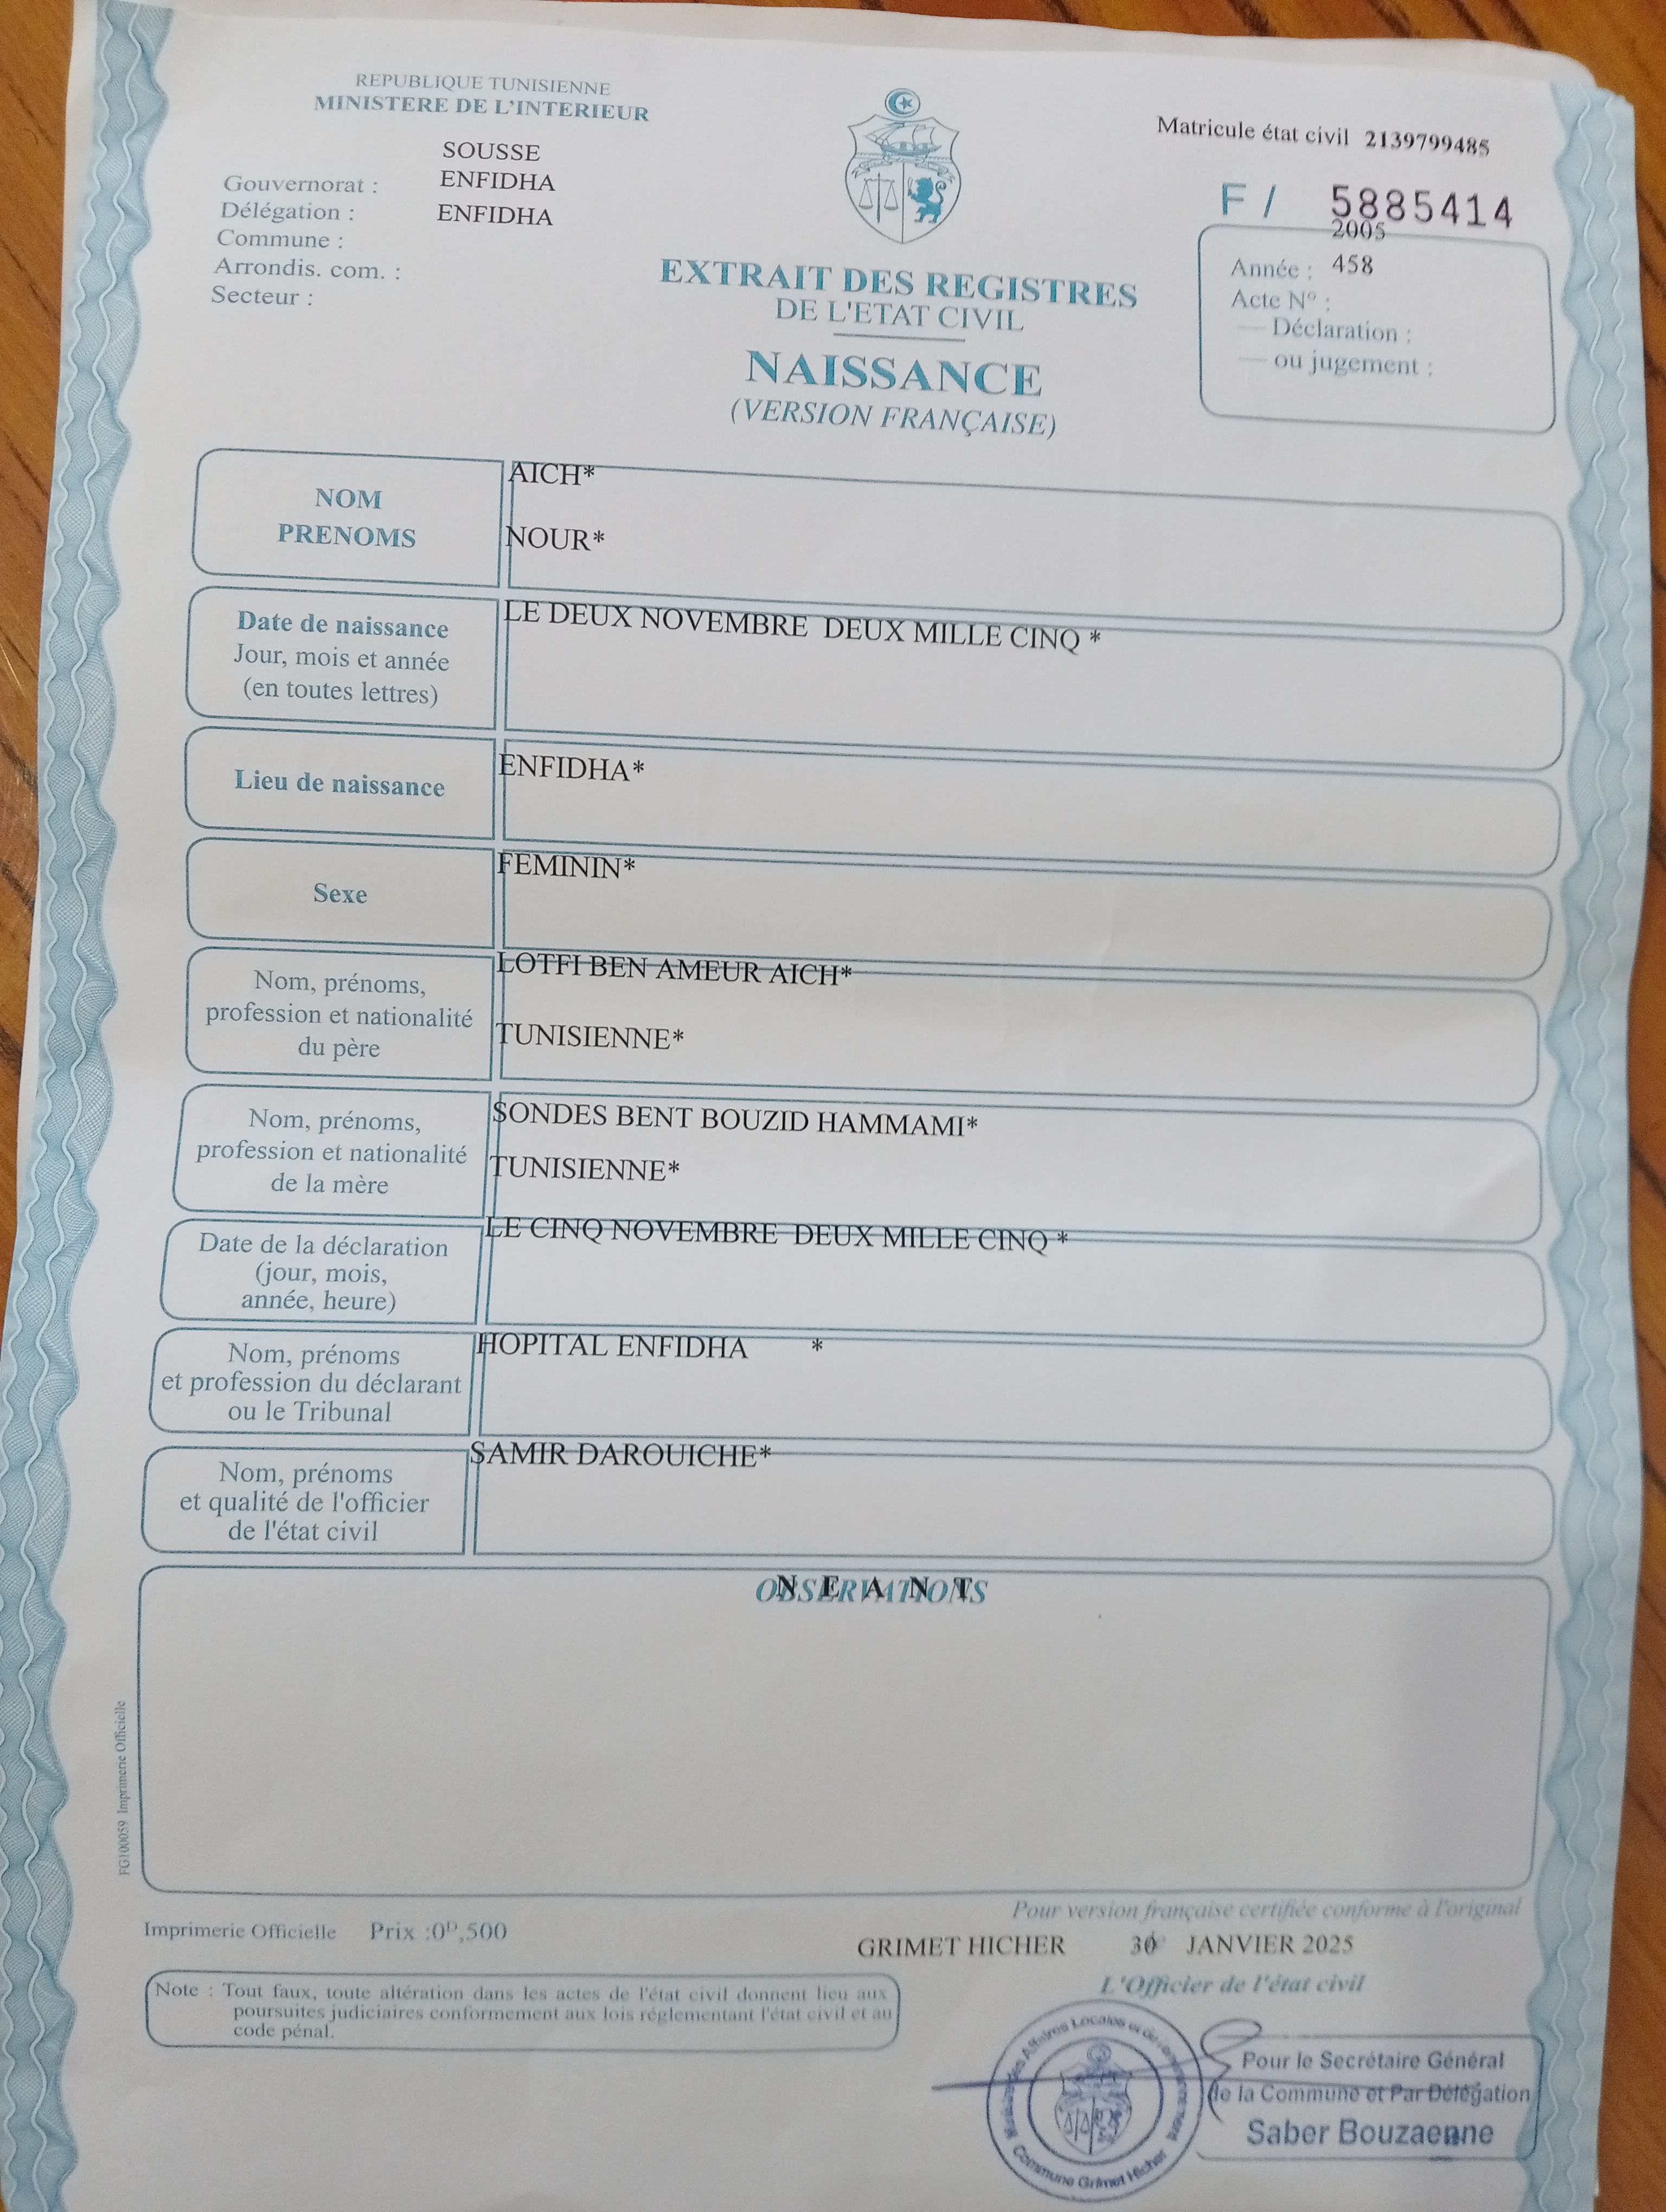 REPUBLIQUE TUNISIENNE
MINISTERE DE L'INTERIEUR
SOUSSE
Gouvernorat : ENFIDHA
Délégation : ENFIDHA
Commune :
Arrondis. com. :
Secteur :
Matricule état civil 2139799485
F / 5885414
2005
Année : 458
Acte N° :
— Déclaration :
— ou jugement :
EXTRAIT DES REGISTRES
DE L'ETAT CIVIL
NAISSANCE
(VERSION FRANÇAISE)
NOM
PRENOMS
AICH*
NOUR*
Date de naissance
Jour, mois et année
(en toutes lettres)
LE DEUX NOVEMBRE DEUX MILLE CINQ *
Lieu de naissance
ENFIDHA*
Sexe
FEMININ*
Nom, prénoms,
profession et nationalité
du père
LOTFI BEN AMEUR AICH*
TUNISIENNE*
Nom, prénoms,
profession et nationalité
de la mère
SONDES BENT BOUZID HAMMAMI*
TUNISIENNE*
Date de la déclaration
(jour, mois,
année, heure)
LE CINQ NOVEMBRE DEUX MILLE CINQ *
Nom, prénoms
et profession du déclarant
ou le Tribunal
HOPITAL ENFIDHA *
Nom, prénoms
et qualité de l'officier
de l'état civil
SAMIR DAROUICHE*
OBSERVATIONS
N E A N T
FG100059 Imprimerie Officielle
Pour version française certifiée conforme à l'original
Imprimerie Officielle Prix :0ᴰ,500
GRIMET HICHER 30 JANVIER 2025
L'Officier de l'état civil
Note : Tout faux, toute altération dans les actes de l'état civil donnent lieu aux
poursuites judiciaires conformement aux lois réglementant l'état civil et au
code pénal.
Affaires Locales et de
Commune Grimet Hicher
Pour le Secrétaire Général
de la Commune et Par Délégation
Saber Bouzaenne